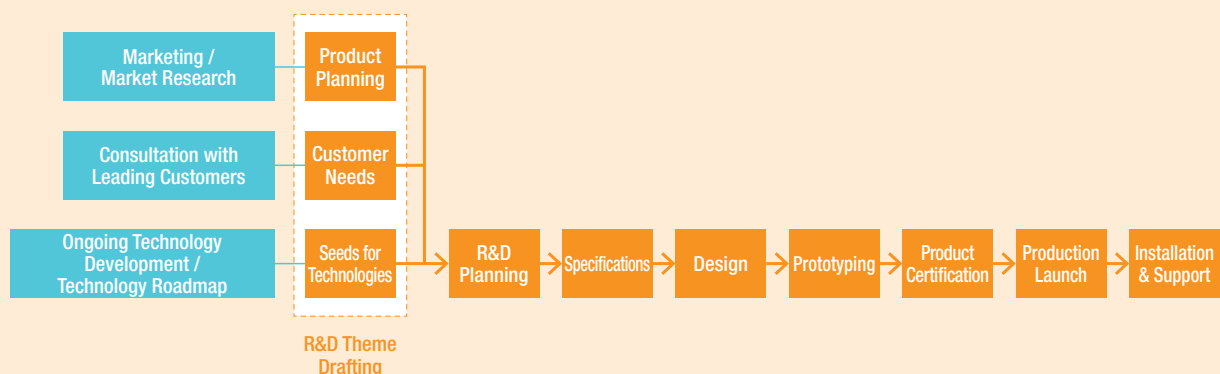 Marketing /
Market Research
Product
Planning
Consultation with
Leading Customers
Customer
Needs
Ongoing Technology
Development /
Technology Roadmap
Seeds for
Technologies
R&D
Planning
Specifications
Design
Prototyping
Product
Certification
Production
Launch
Installation
& Support
R&D Theme
Drafting